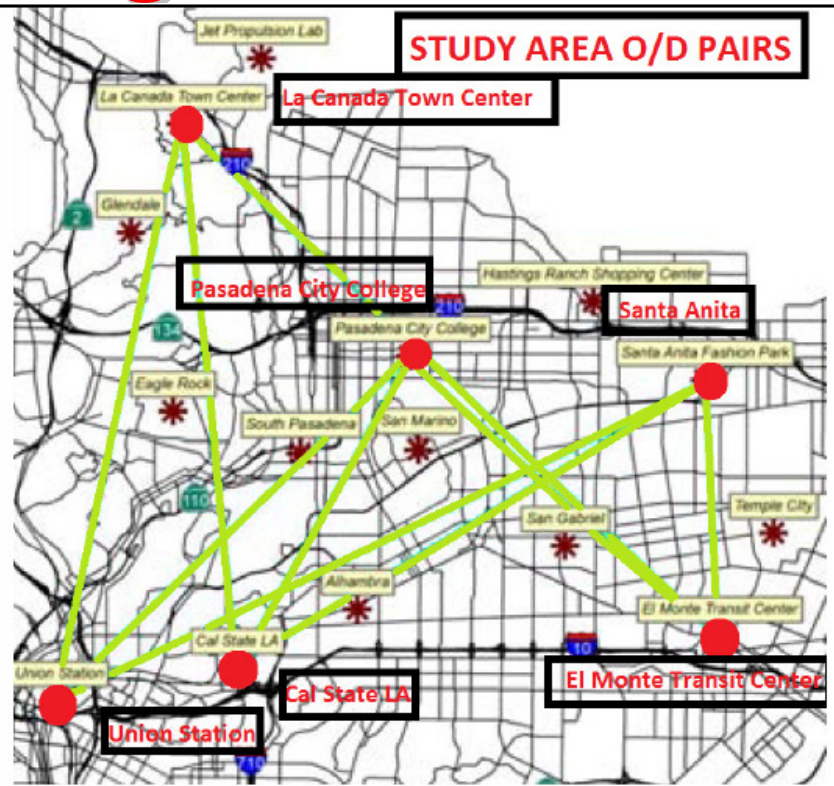 Jet Propulsion Lab
STUDY AREA O/D PAIRS
La Canada Town Center
La Canada Town Center
210
Glendale
2
Hastings Ranch Shopping Center
Pasadena City College
210
Santa Anita
134
Pasadena City College
Santa Anita Fashion Park
Eagle Rock
South Pasadena
San Marino
110
San Gabriel
Temple City
Alhambra
El Monte Transit Center
Cal State LA
10
Union Station
El Monte Transit Center
Cal State LA
Union Station
710